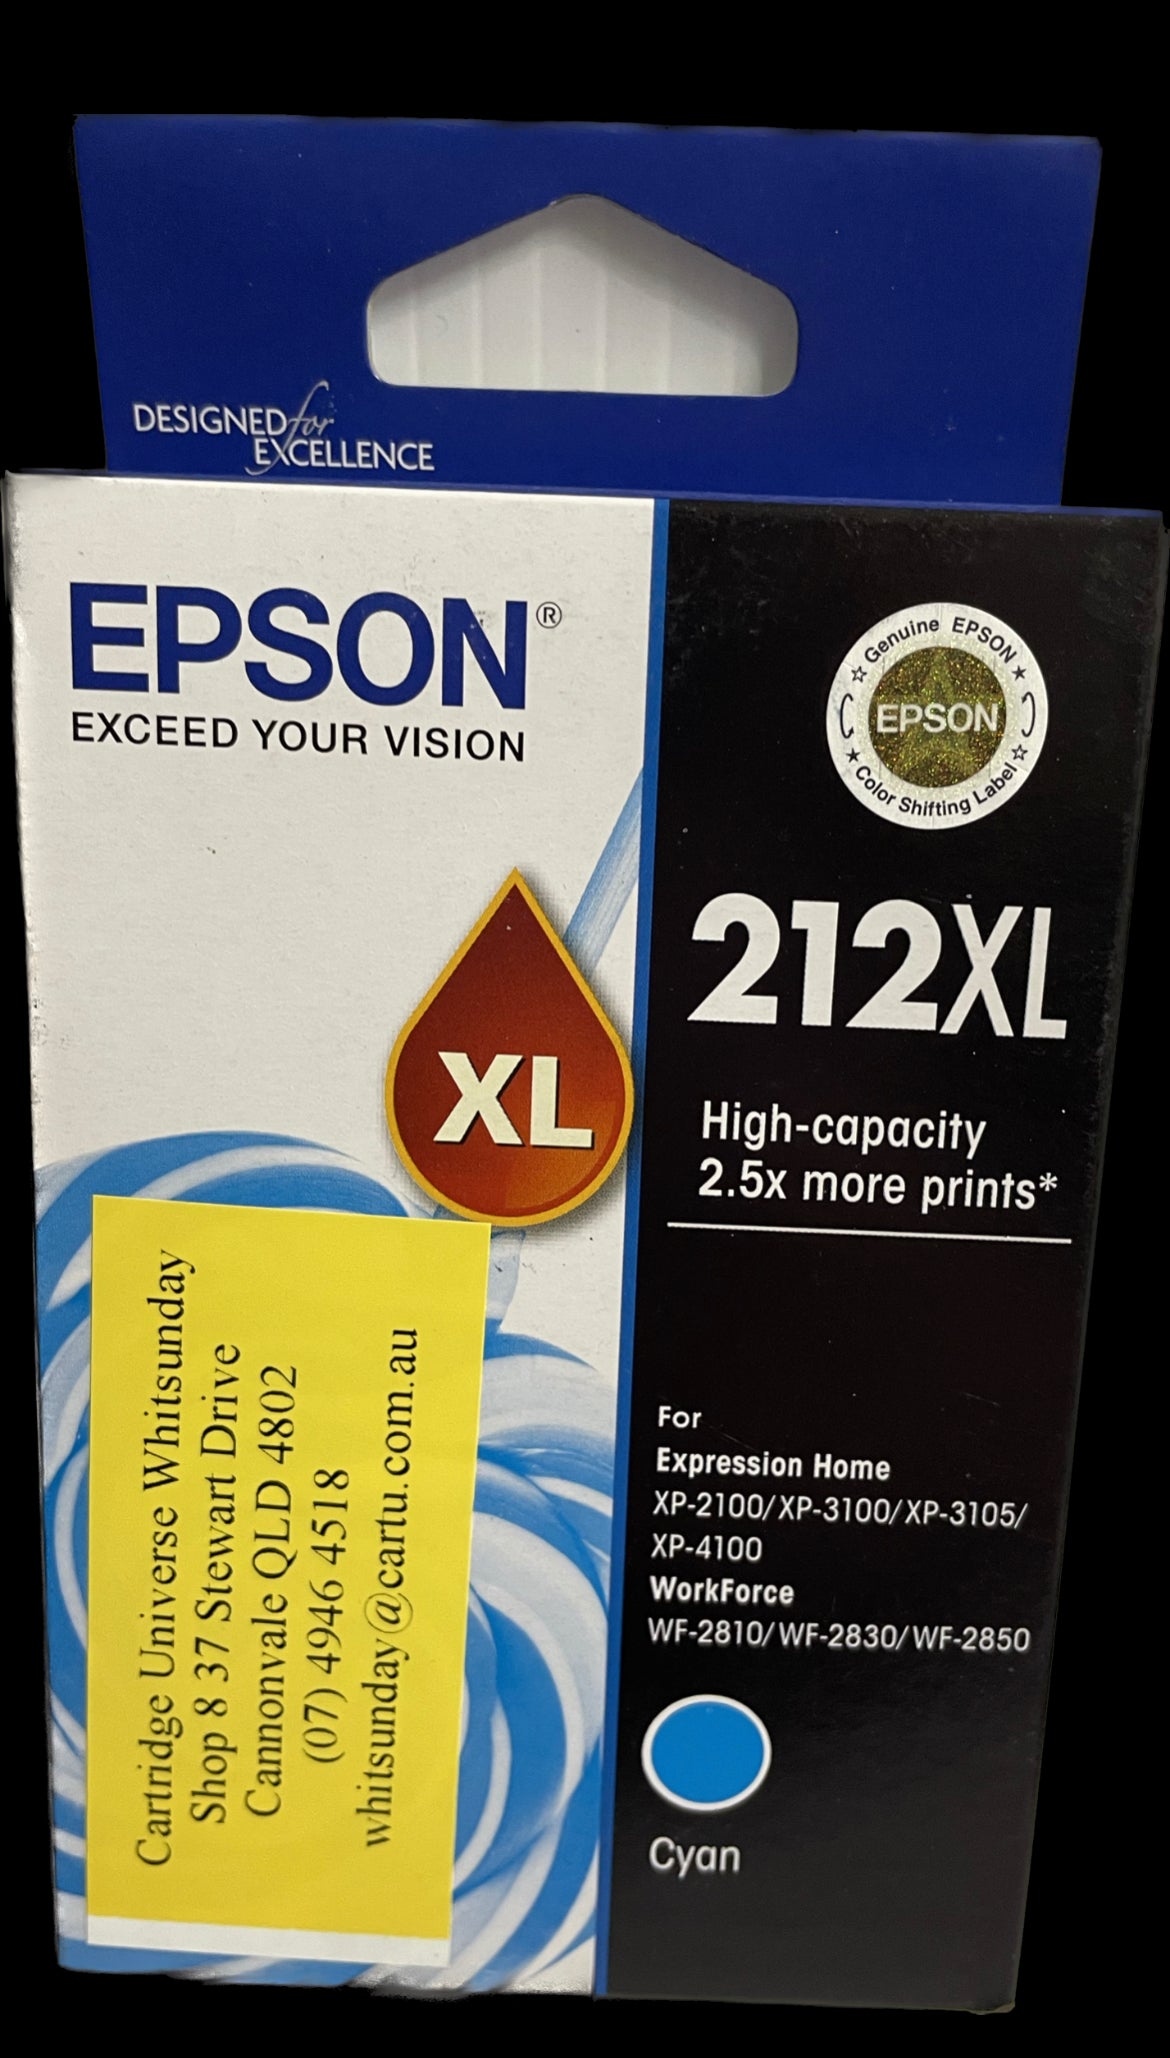 DESIGNED for
EXCELLENCE
EPSON®
EXCEED YOUR VISION
Genuine EPSON
EPSON
Color Shifting Label
212XL
XL
High-capacity
2.5x more prints*
For
Expression Home
XP-2100/XP-3100/XP-3105/
XP-4100
WorkForce
WF-2810/WF-2830/WF-2850
Cyan
Cartridge Universe Whitsunday
Shop 8 37 Stewart Drive
Cannonvale QLD 4802
(07) 4946 4518
whitsunday@cartu.com.au